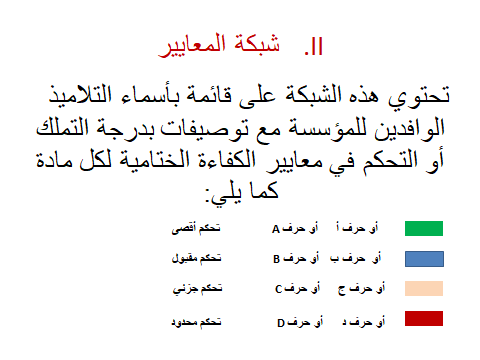 II. شبكة المعايير
تحتوي هذه الشبكة على قائمة بأسماء التلاميذ
الوافدين للمؤسسة مع توصيفات بدرجة التملك
أو التحكم في معايير الكفاءة الختامية لكل مادة
كما يلي:
أو حرف أ أو حرف A تحكم أقصى
أو حرف ب أو حرف B تحكم مقبول
أو حرف ج أو حرف C تحكم جزئي
أو حرف د أو حرف D تحكم محدود